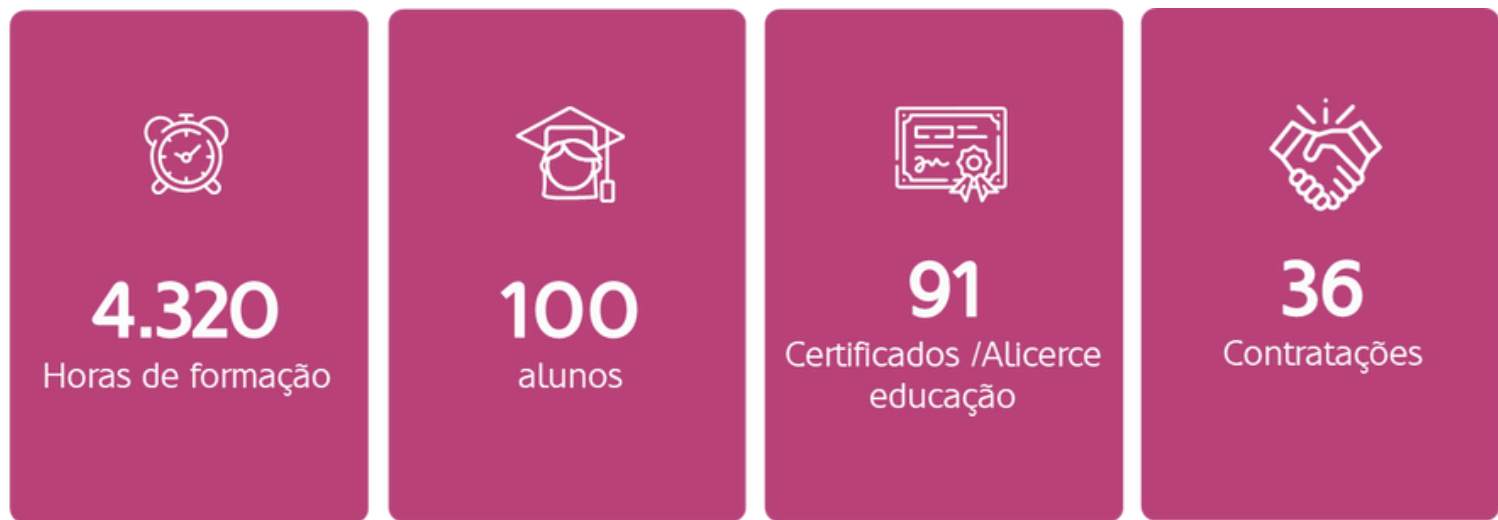 4.320
Horas de formação
100
alunos
91
Certificados /Alicerce
educação
36
Contratações